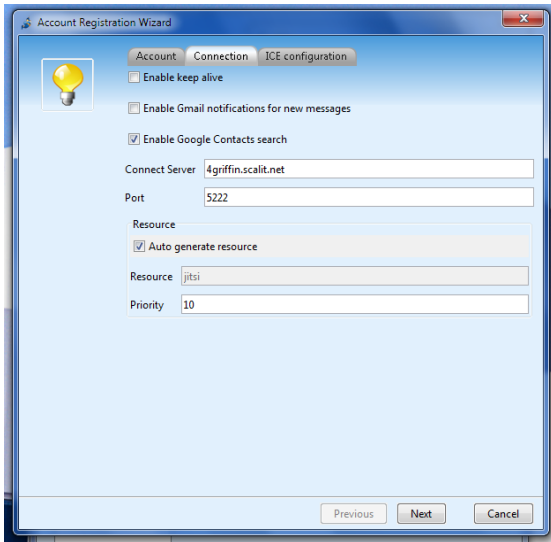 Account Registration Wizard
Account Connection ICE configuration
Enable keep alive
Enable Gmail notifications for new messages
Enable Google Contacts search
Connect Server 4griffin.scalit.net
Port 5222
Resource
Auto generate resource
Resource jitsi
Priority 10
Previous Next Cancel